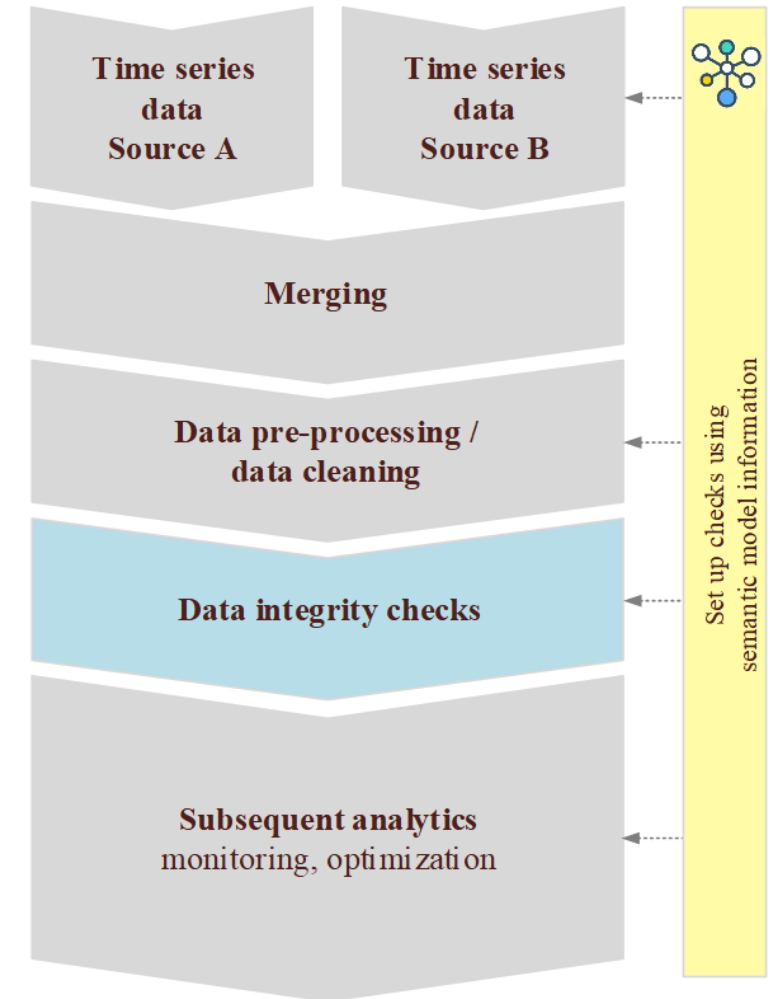 Time series
data
Source A
Time series
data
Source B
Merging
Data pre-processing /
data cleaning
Data integrity checks
Subsequent analytics
monitoring, optimization
Set up checks using
semantic model information